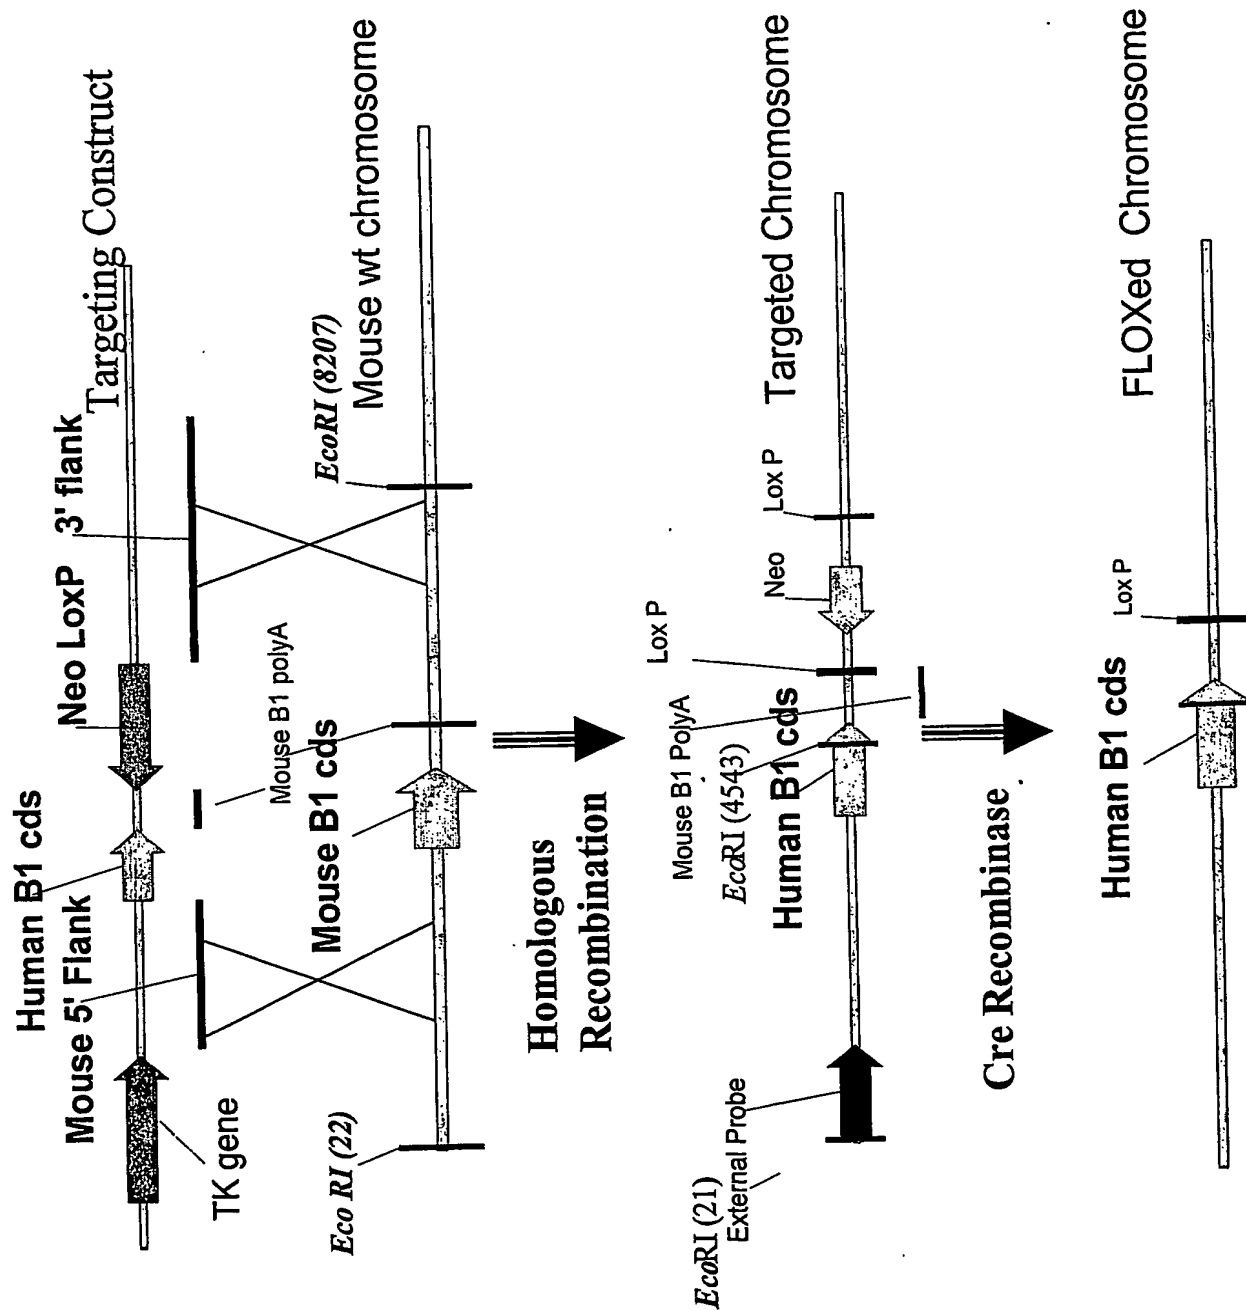 Human B1 cds
Mouse 5' Flank
TK gene
Neo LoxP
3' flank
Targeting Construct
Mouse B1 polyA
Mouse B1 cds
Eco RI (22)
EcoRI (8207)
Mouse wt chromosome
Homologous
Recombination
Mouse B1 PolyA
EcoRI (4543)
Human B1 cds
Lox P
Neo
Lox P
Targeted Chromosome
EcoRI (21)
External Probe
Cre Recombinase
Human B1 cds
Lox P
FLOXed Chromosome